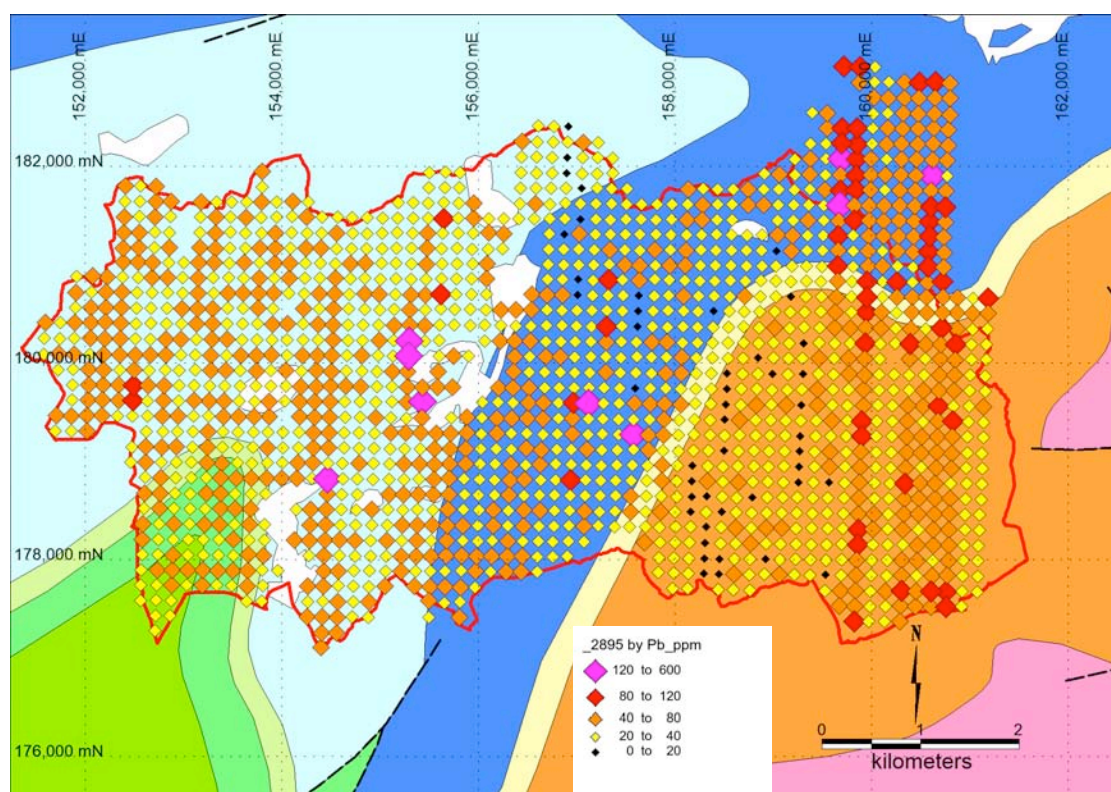 152,000 mE
154,000 mE
156,000 mE
158,000 mE
160,000 mE
162,000 mE
182,000 mN
180,000 mN
178,000 mN
176,000 mN
_2895 by Pb_ppm
120 to 600
80 to 120
40 to 80
20 to 40
0 to 20
N
0 1 2
kilometers